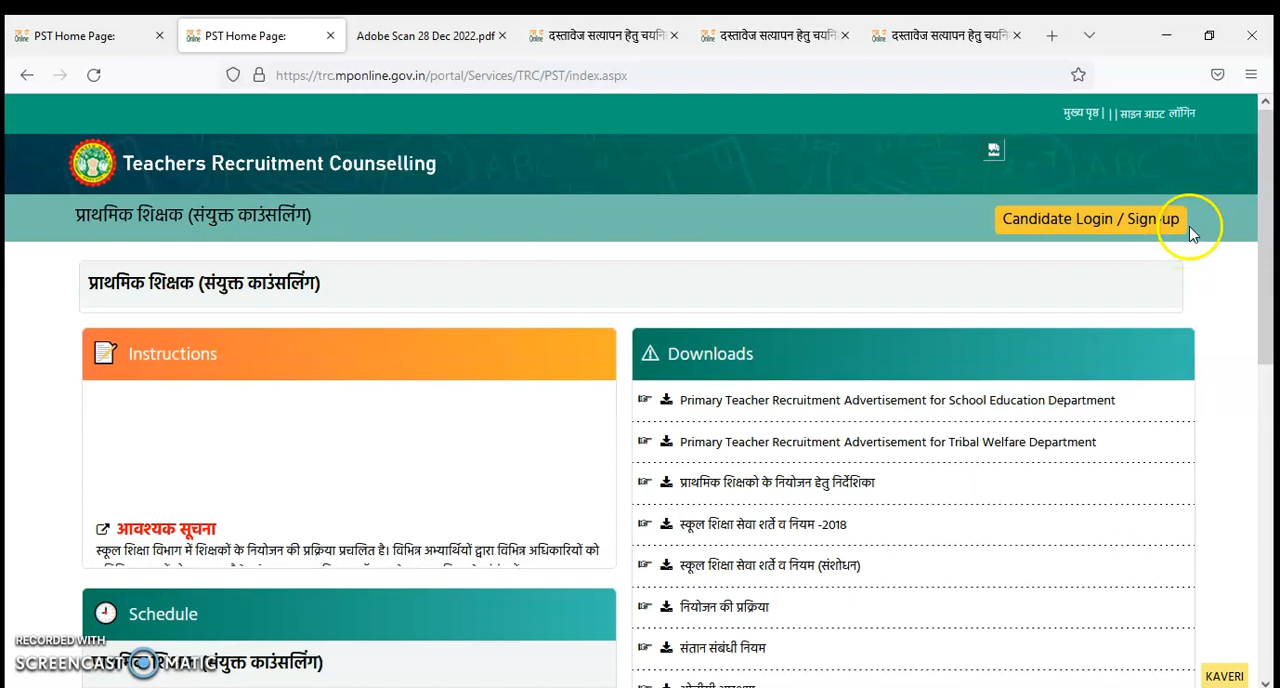 PST Home Page:
PST Home Page:
Adobe Scan 28 Dec 2022.pdf
दस्तावेज सत्यापन हेतु चयनि
दस्तावेज सत्यापन हेतु चयनि
दस्तावेज सत्यापन हेतु चयनि
https://trc.mponline.gov.in/portal/Services/TRC/PST/index.aspx
मुख्य पृष्ठ | | | साइन आउट लॉगिन
Teachers Recruitment Counselling
प्राथमिक शिक्षक (संयुक्त काउंसलिंग)
Candidate Login / Sign-up
प्राथमिक शिक्षक (संयुक्त काउंसलिंग)
Instructions
आवश्यक सूचना
स्कूल शिक्षा विभाग में शिक्षकों के नियोजन की प्रक्रिया प्रचलित है। विभिन्न अभ्यार्थियों द्वारा विभिन्न अधिकारियों को
Downloads
Primary Teacher Recruitment Advertisement for School Education Department
Primary Teacher Recruitment Advertisement for Tribal Welfare Department
प्राथमिक शिक्षको के नियोजन हेतु निर्देशिका
स्कूल शिक्षा सेवा शर्ते व नियम -2018
स्कूल शिक्षा सेवा शर्ते व नियम (संशोधन)
नियोजन की प्रक्रिया
संतान संबंधी नियम
Schedule
प्राथमिक शिक्षक (संयुक्त काउंसलिंग)
RECORDED WITH
SCREENCAST MATIC
KAVERI